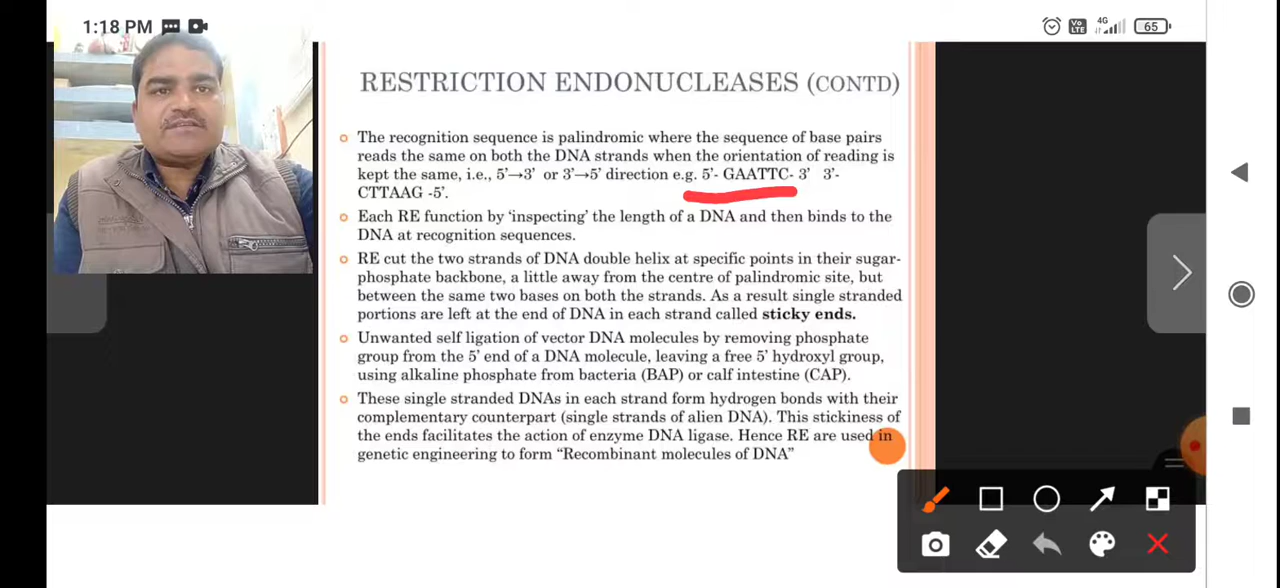 1:18 PM
4G
65
RESTRICTION ENDONUCLEASES (CONTD)
The recognition sequence is palindromic where the sequence of base pairs
reads the same on both the DNA strands when the orientation of reading is
kept the same, i.e., 5'→3' or 3'→5' direction e.g. 5'- GAATTC- 3' 3'-
CTTAAG -5'.
Each RE function by 'inspecting' the length of a DNA and then binds to the
DNA at recognition sequences.
RE cut the two strands of DNA double helix at specific points in their sugar-
phosphate backbone, a little away from the centre of palindromic site, but
between the same two bases on both the strands. As a result single stranded
portions are left at the end of DNA in each strand called sticky ends.
Unwanted self ligation of vector DNA molecules by removing phosphate
group from the 5' end of a DNA molecule, leaving a free 5' hydroxyl group,
using alkaline phosphate from bacteria (BAP) or calf intestine (CAP).
These single stranded DNAs in each strand form hydrogen bonds with their
complementary counterpart (single strands of alien DNA). This stickiness of
the ends facilitates the action of enzyme DNA ligase. Hence RE are used in
genetic engineering to form “Recombinant molecules of DNA”